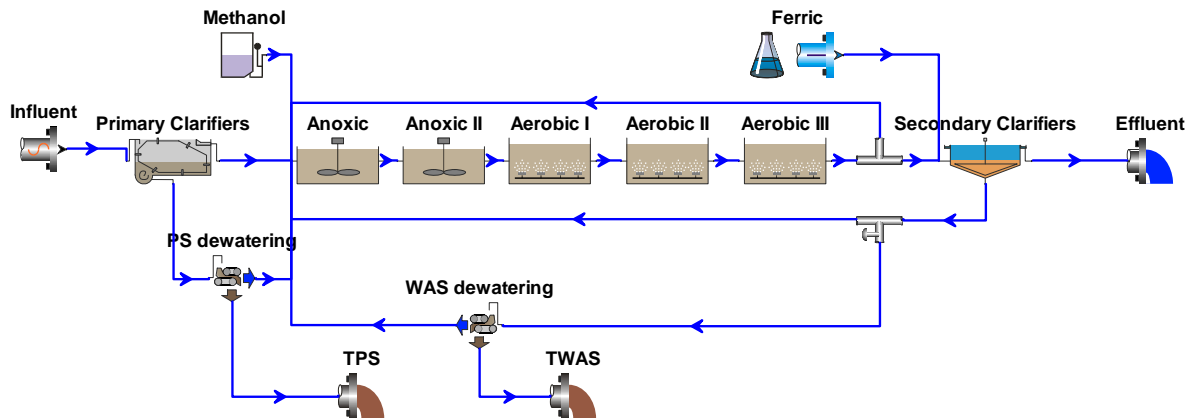 Methanol
Ferric
Influent
Primary Clarifiers
Anoxic
Anoxic II
Aerobic I
Aerobic II
Aerobic III
Secondary Clarifiers
Effluent
PS dewatering
WAS dewatering
TPS
TWAS